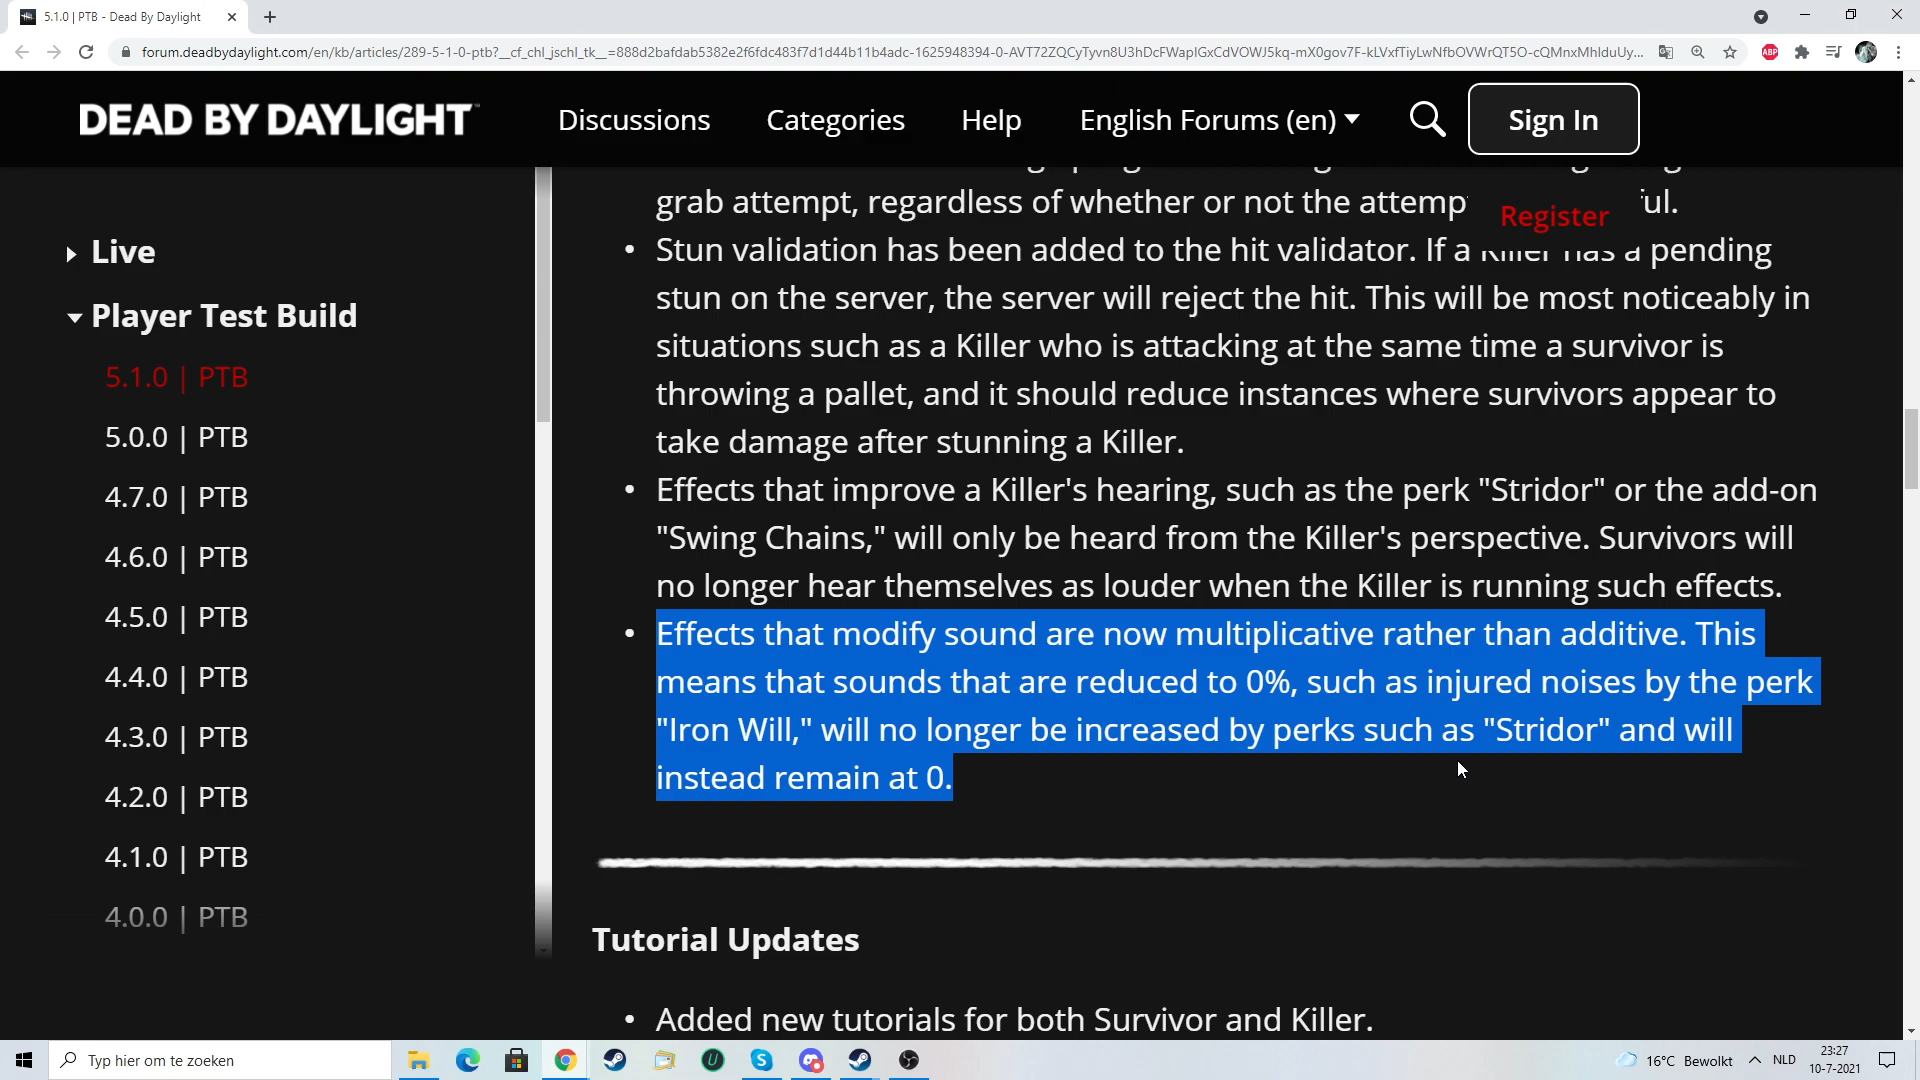 5.1.0 | PTB - Dead By Daylight
forum.deadbydaylight.com/en/kb/articles/289-5-1-0-ptb?__cf_chl_jschl_tk__=888d2bafdab5382e2f6fdc483f7d1d44b11b4adc-1625948394-0-AVT72ZQCyTyvn8U3hDcFWapIGxCdVOWJ5kq-mX0gov7F-kLVxfTiyLwNfbOVWrQT5O-cQMnxMhIduUy...
ABP
DEAD BY DAYLIGHT
Discussions
Categories
Help
English Forums (en)
Sign In
Register
Live
Player Test Build
5.1.0 | PTB
5.0.0 | PTB
4.7.0 | PTB
4.6.0 | PTB
4.5.0 | PTB
4.4.0 | PTB
4.3.0 | PTB
4.2.0 | PTB
4.1.0 | PTB
4.0.0 | PTB
grab attempt, regardless of whether or not the attemp ful.
• Stun validation has been added to the hit validator. If a Killer has a pending
stun on the server, the server will reject the hit. This will be most noticeably in
situations such as a Killer who is attacking at the same time a survivor is
throwing a pallet, and it should reduce instances where survivors appear to
take damage after stunning a Killer.
• Effects that improve a Killer's hearing, such as the perk "Stridor" or the add-on
"Swing Chains," will only be heard from the Killer's perspective. Survivors will
no longer hear themselves as louder when the Killer is running such effects.
• Effects that modify sound are now multiplicative rather than additive. This
means that sounds that are reduced to 0%, such as injured noises by the perk
"Iron Will," will no longer be increased by perks such as "Stridor" and will
instead remain at 0.
Tutorial Updates
• Added new tutorials for both Survivor and Killer.
Typ hier om te zoeken
16°C Bewolkt
NLD
23:27
10-7-2021